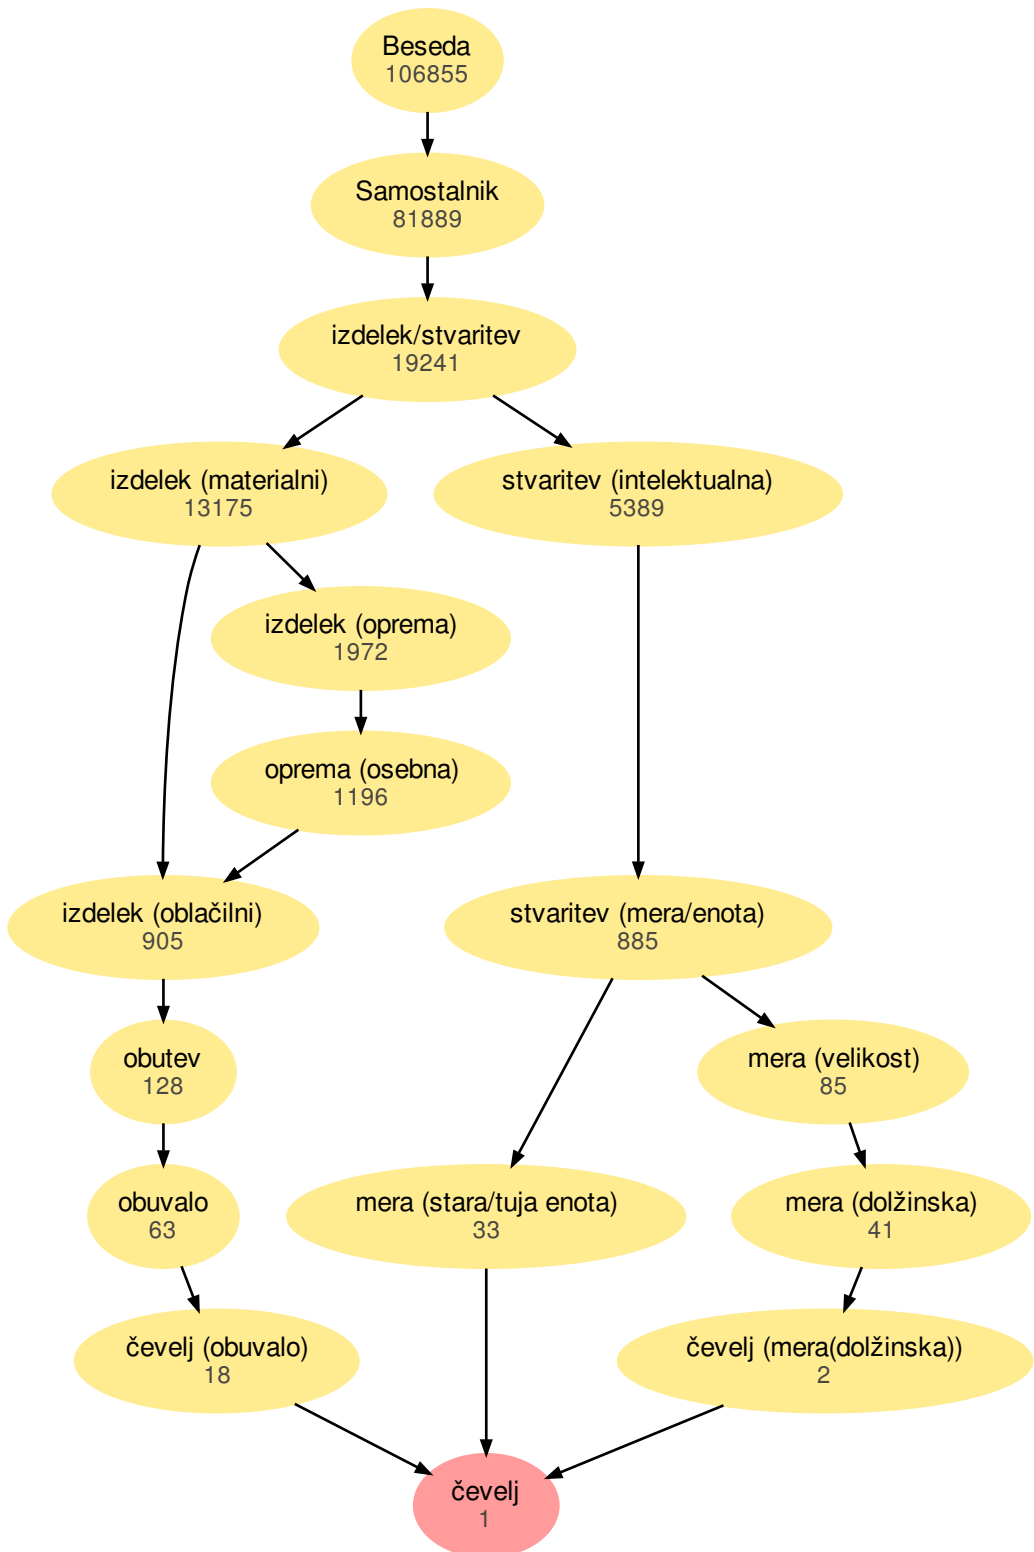 Beseda
106855
Samostalnik
81889
izdelek/stvaritev
19241
izdelek (materialni)
13175
stvaritev (intelektualna)
5389
izdelek (oprema)
1972
oprema (osebna)
1196
izdelek (oblačilni)
905
stvaritev (mera/enota)
885
obutev
128
mera (velikost)
85
obuvalo
63
mera (stara/tuja enota)
33
mera (dolžinska)
41
čevelj (obuvalo)
18
čevelj (mera(dolžinska))
2
čevelj
1